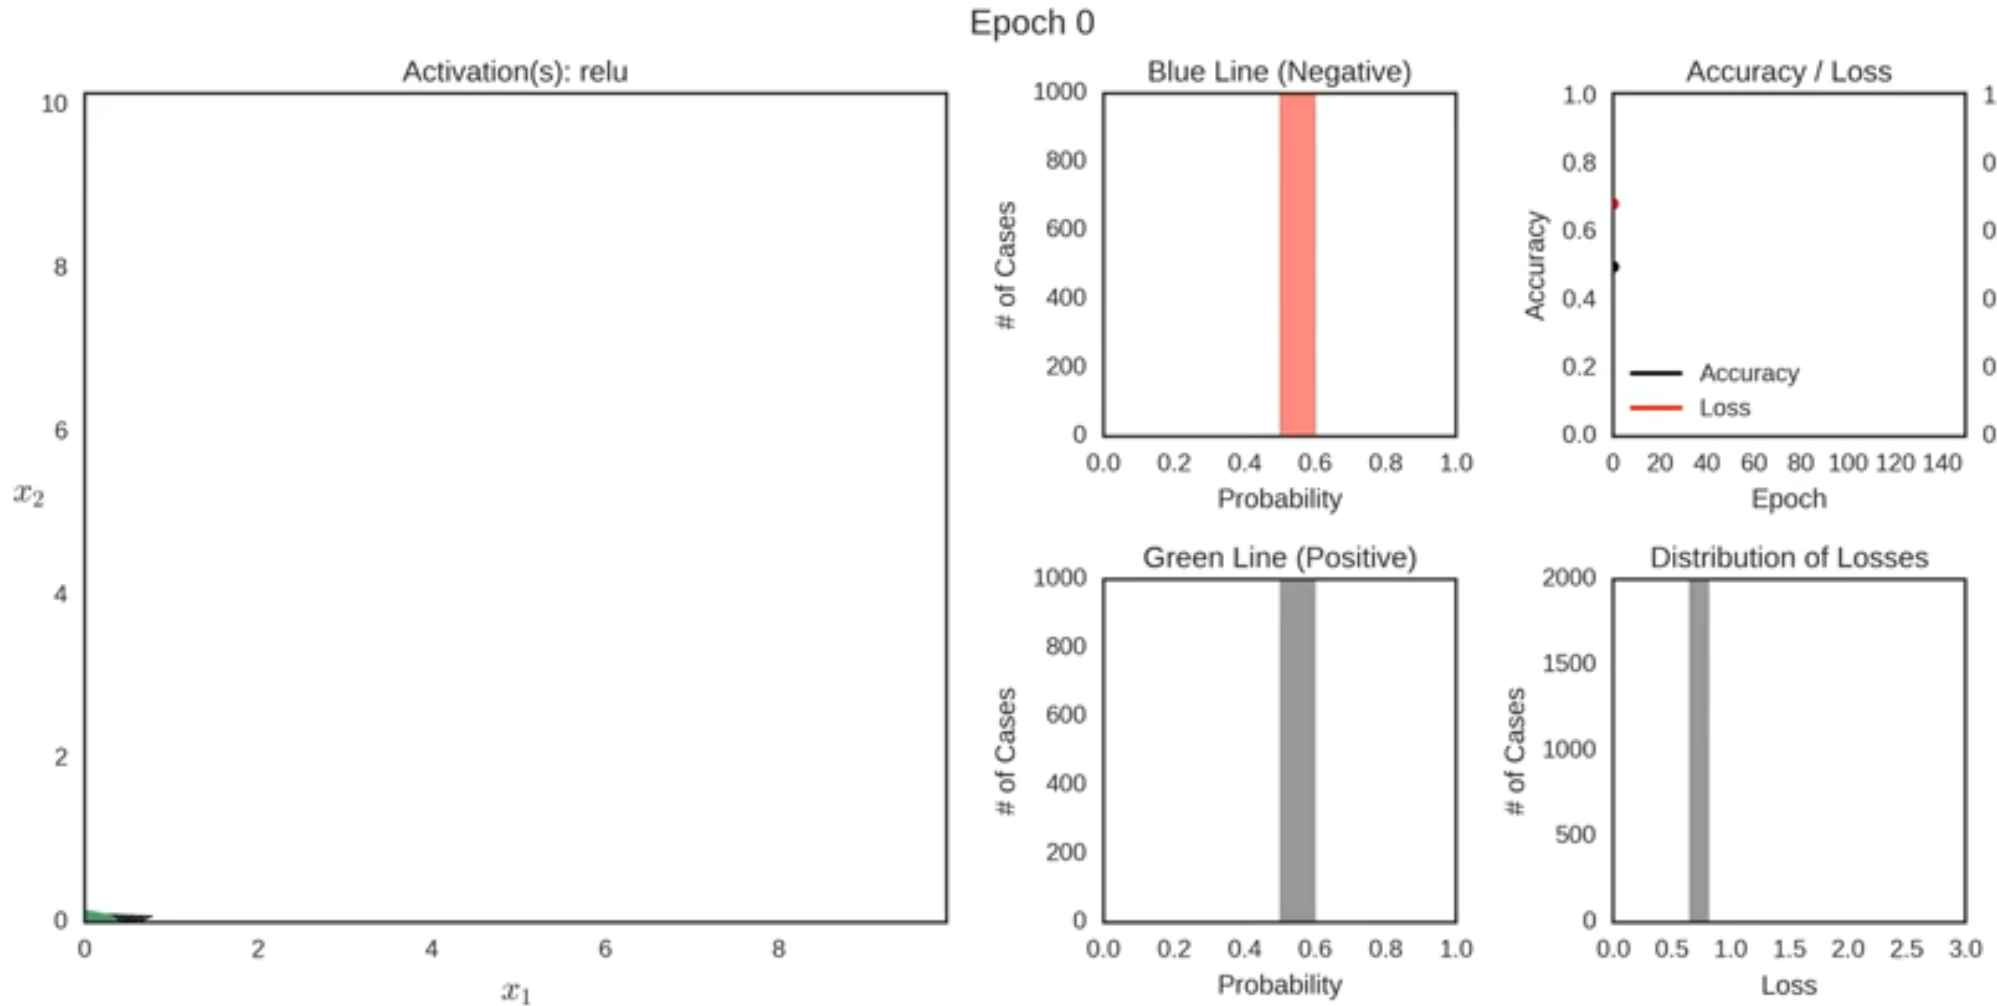 Epoch 0
Activation(s): relu
10
8
6
4
2
0
x2
0 2 4 6 8
x1
Blue Line (Negative)
1000
800
600
400
200
0
# of Cases
0.0 0.2 0.4 0.6 0.8 1.0
Probability
Accuracy / Loss
1.0
0.8
0.6
0.4
0.2
0.0
Accuracy
Accuracy
Loss
1
0
0
0
0
0
0 20 40 60 80 100 120 140
Epoch
Green Line (Positive)
1000
800
600
400
200
0
# of Cases
0.0 0.2 0.4 0.6 0.8 1.0
Probability
Distribution of Losses
2000
1500
1000
500
0
# of Cases
0.0 0.5 1.0 1.5 2.0 2.5 3.0
Loss